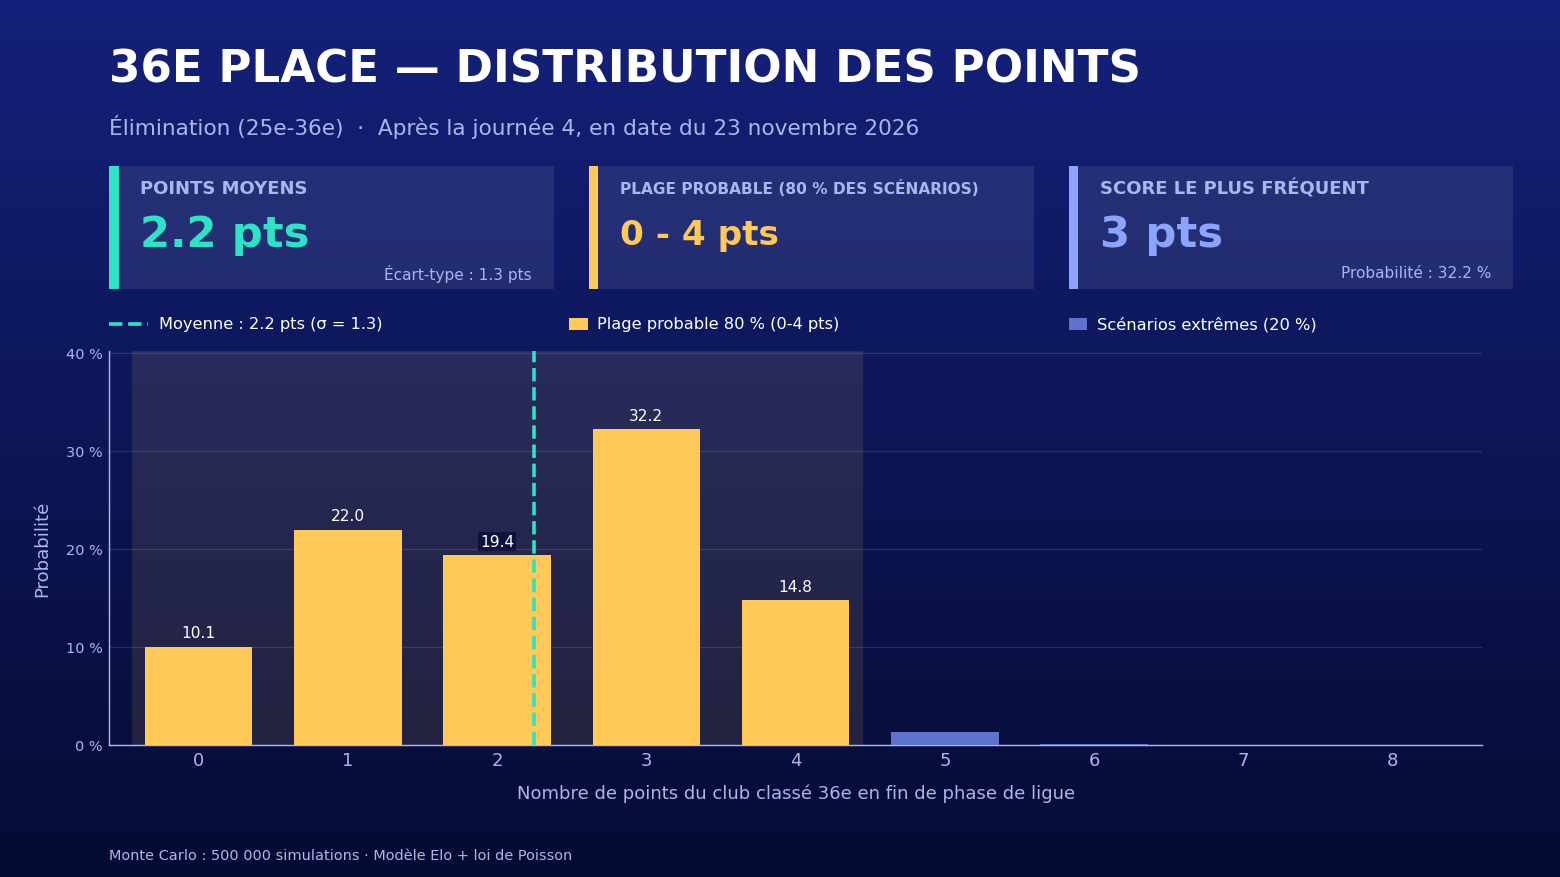 36E PLACE — DISTRIBUTION DES POINTS
Élimination (25e-36e) · Après la journée 4, en date du 23 novembre 2026
POINTS MOYENS
2.2 pts
Écart-type : 1.3 pts
PLAGE PROBABLE (80 % DES SCÉNARIOS)
0 - 4 pts
SCORE LE PLUS FRÉQUENT
3 pts
Probabilité : 32.2 %
Moyenne : 2.2 pts (σ = 1.3)
Plage probable 80 % (0-4 pts)
Scénarios extrêmes (20 %)
Probabilité
40 %
30 %
20 %
10 %
0 %
10.1
22.0
19.4
32.2
14.8
0 1 2 3 4 5 6 7 8
Nombre de points du club classé 36e en fin de phase de ligue
Monte Carlo : 500 000 simulations · Modèle Elo + loi de Poisson